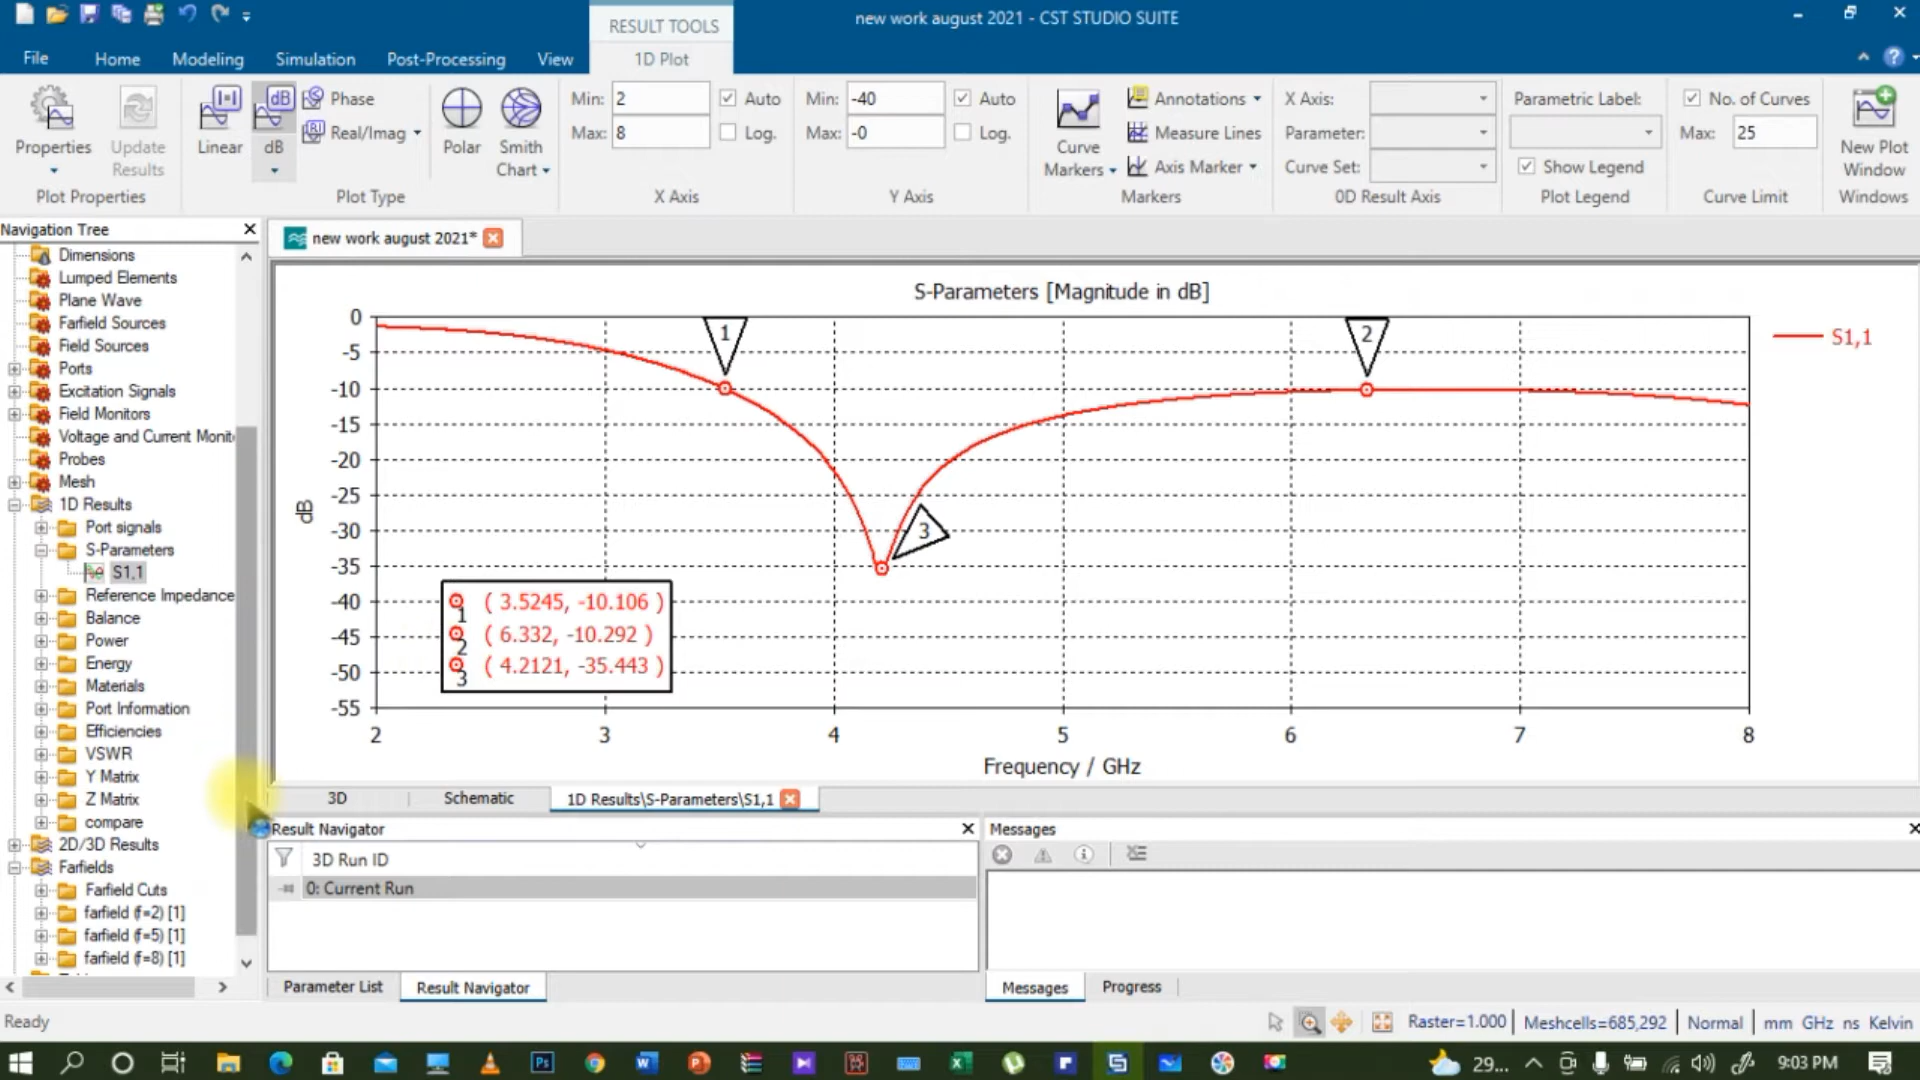 RESULT TOOLS
new work august 2021 - CST STUDIO SUITE
File Home Modeling Simulation Post-Processing View 1D Plot
Properties
Update Results
Plot Properties
Linear
dB
Phase
Real/Imag
Polar
Smith Chart
Plot Type
Min: 2 Auto
Max: 8 Log.
X Axis
Min: -40 Auto
Max: -0 Log.
Y Axis
Curve Markers
Annotations
Measure Lines
Axis Marker
Markers
X Axis:
Parameter:
Curve Set:
0D Result Axis
Parametric Label:
Show Legend
Plot Legend
No. of Curves
Max: 25
Curve Limit
New Plot Window
Windows
Navigation Tree
Dimensions
Lumped Elements
Plane Wave
Farfield Sources
Field Sources
Ports
Excitation Signals
Field Monitors
Voltage and Current Monit
Probes
Mesh
1D Results
Port signals
S-Parameters
S1,1
Reference Impedance
Balance
Power
Energy
Materials
Port Information
Efficiencies
VSWR
Y Matrix
Z Matrix
compare
2D/3D Results
Farfields
Farfield Cuts
farfield (f=2) [1]
farfield (f=5) [1]
farfield (f=8) [1]
new work august 2021*
S-Parameters [Magnitude in dB]
0
-5
-10
-15
-20
-25
-30
-35
-40
-45
-50
-55
dB
1
2
3
S1,1
1 ( 3.5245, -10.106 )
2 ( 6.332, -10.292 )
3 ( 4.2121, -35.443 )
2 3 4 5 6 7 8
Frequency / GHz
3D Schematic 1D Results\S-Parameters\S1,1
Result Navigator
3D Run ID
0: Current Run
Parameter List Result Navigator
Messages
Messages Progress
Ready
Raster=1.000 Meshcells=685,292 Normal mm GHz ns Kelvin
29... 9:03 PM